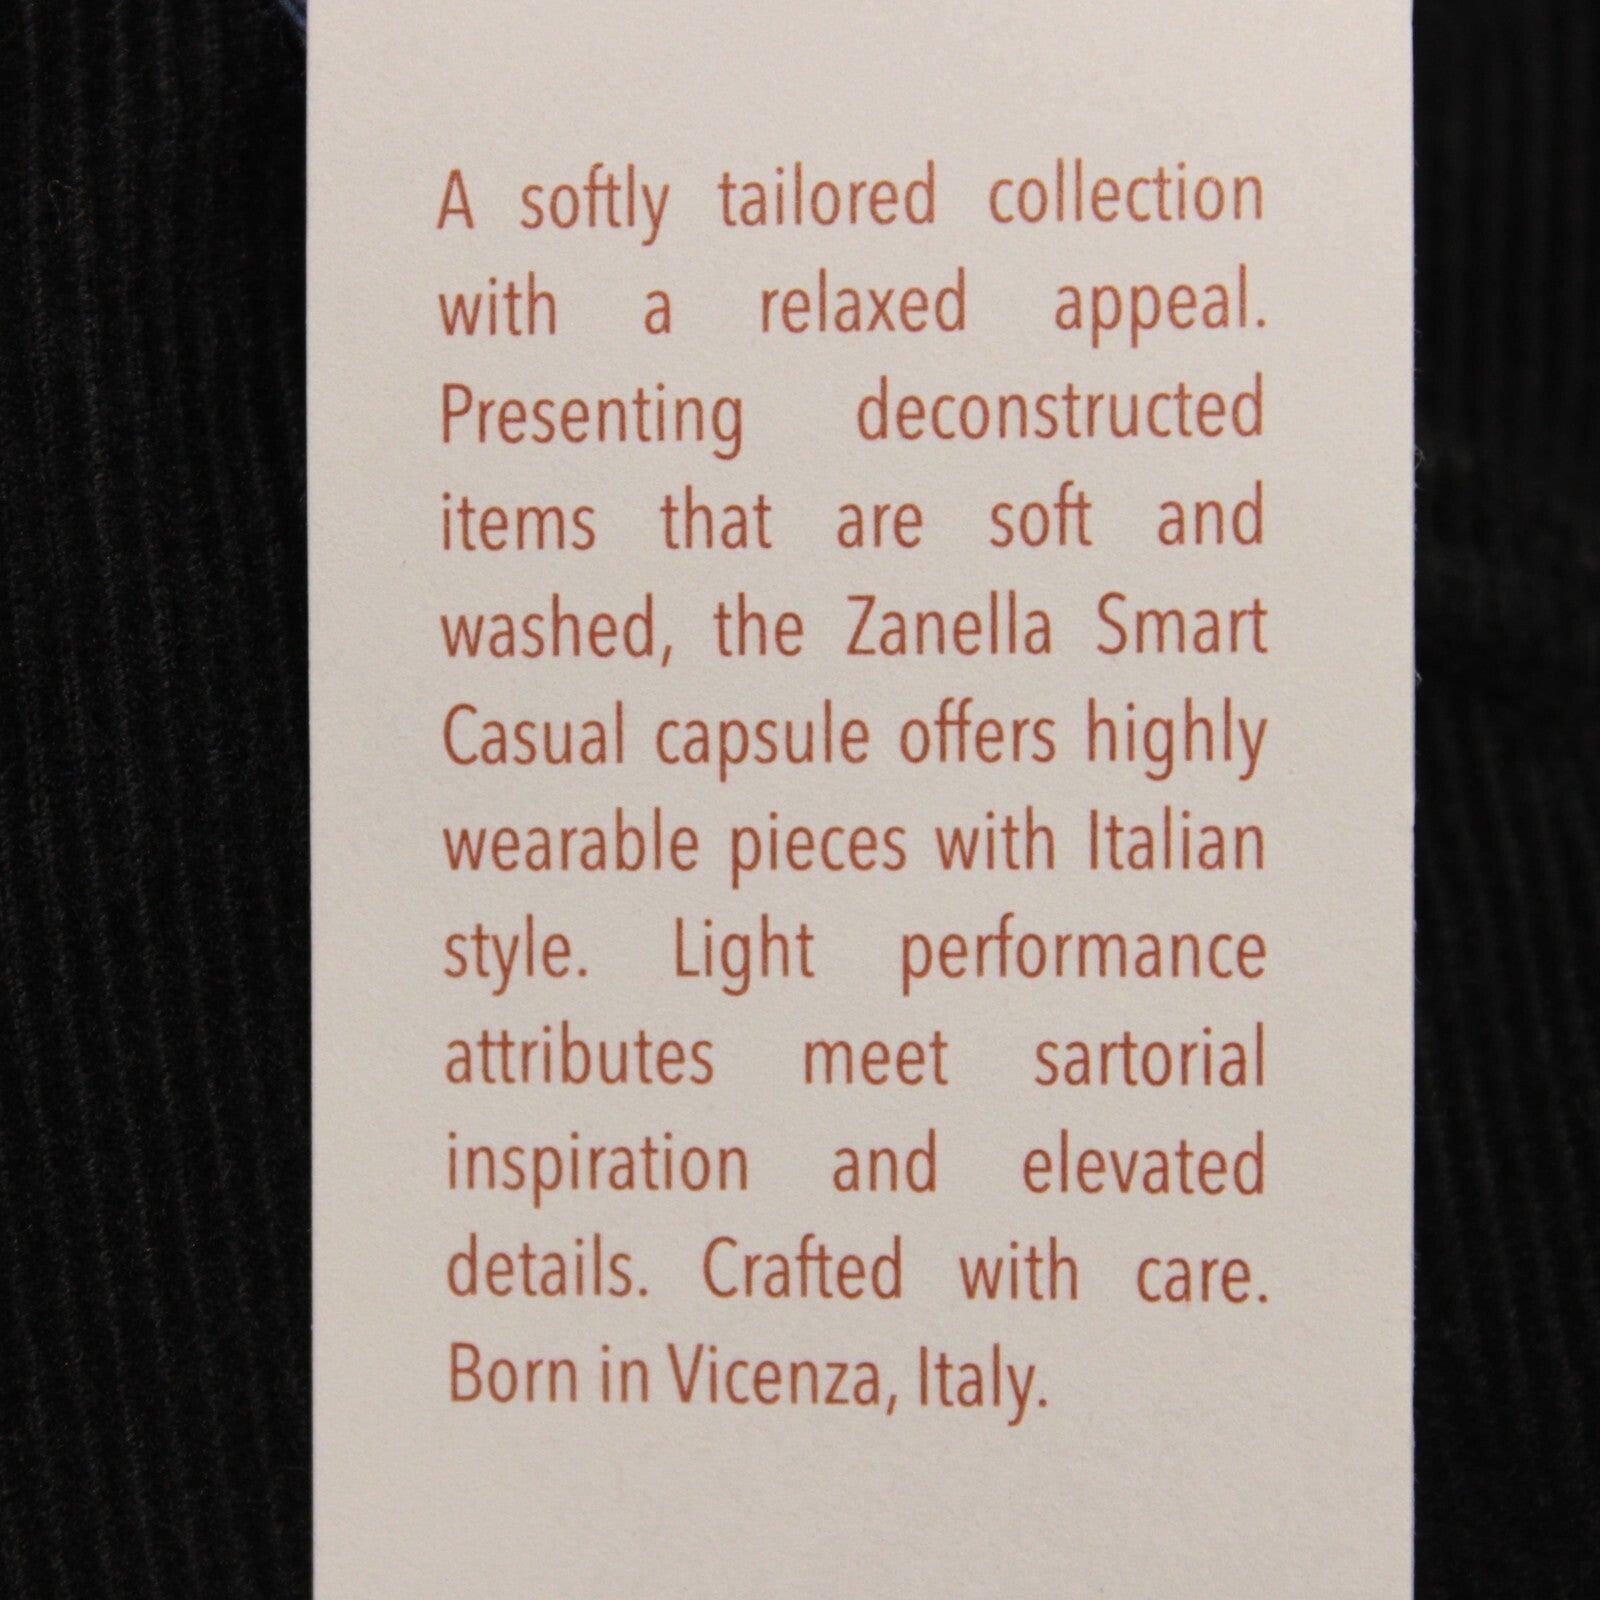 A softly tailored collection
with a relaxed appeal.
Presenting deconstructed
items that are soft and
washed, the Zanella Smart
Casual capsule offers highly
wearable pieces with Italian
style. Light performance
attributes meet sartorial
inspiration and elevated
details. Crafted with care.
Born in Vicenza, Italy.